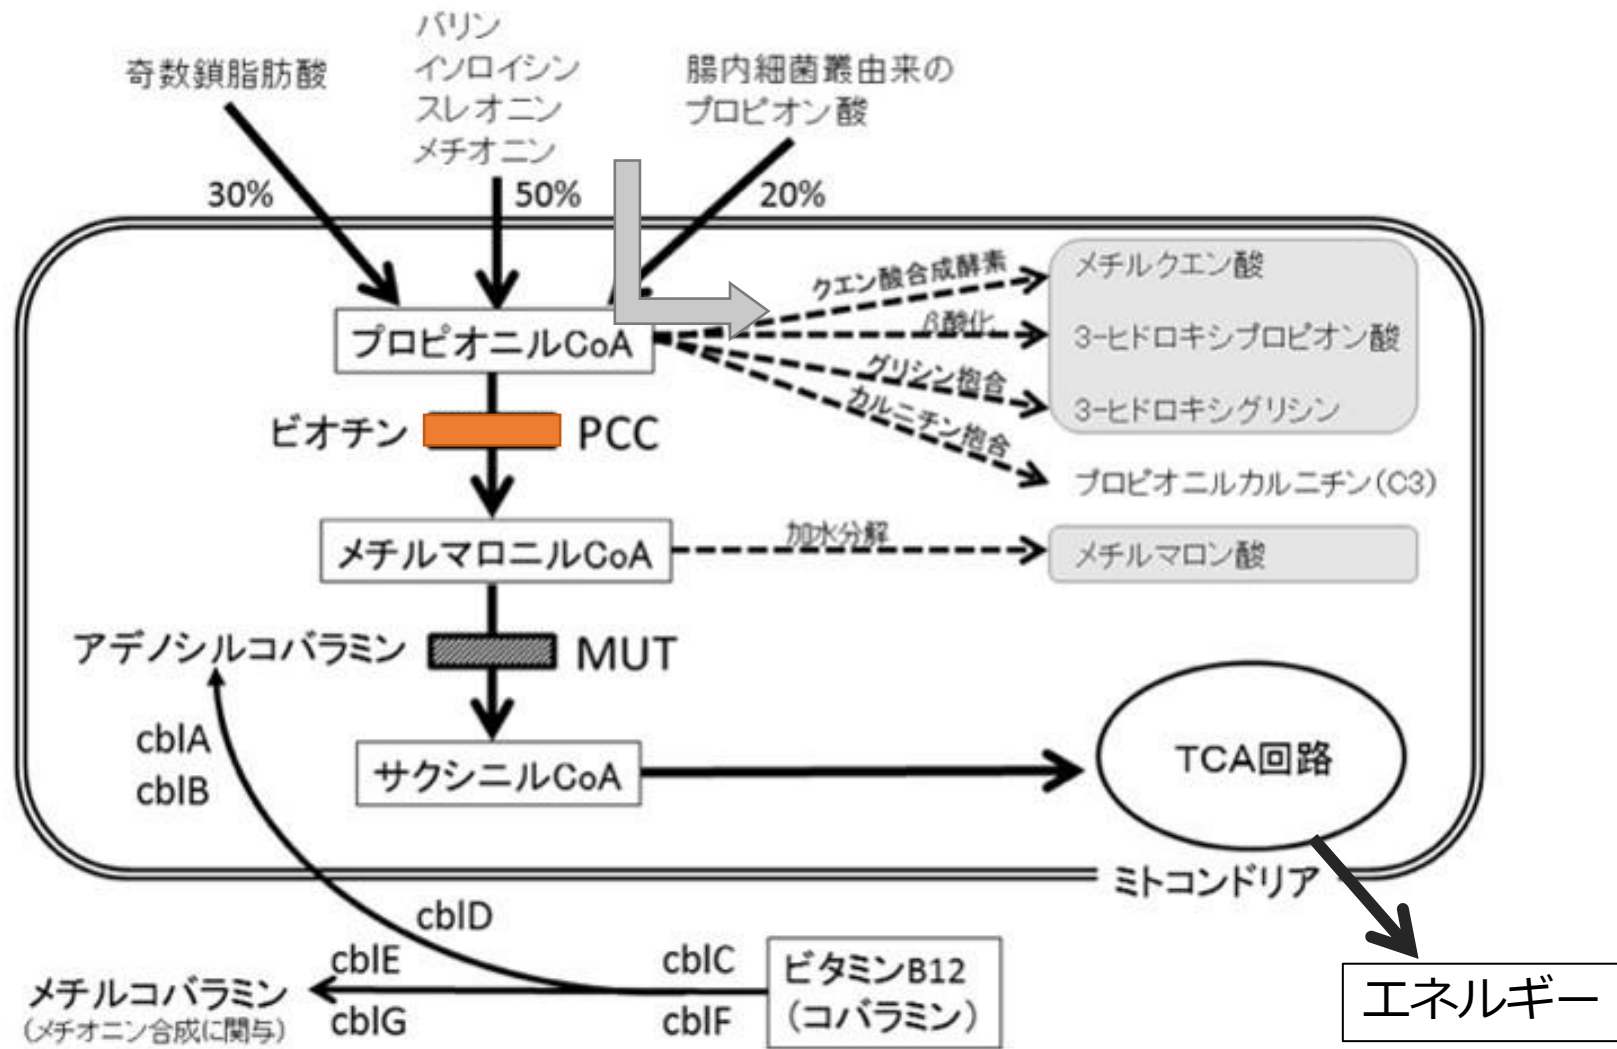 奇数鎖脂肪酸
バリン
イソロイシン
スレオニン
メチオニン
腸内細菌叢由来の
プロピオン酸
30%
50%
20%
プロピオニルCoA
クエン酸合成酵素
β酸化
グリシン抱合
カルニチン抱合
メチルクエン酸
3-ヒドロキシプロピオン酸
3-ヒドロキシグリシン
プロピオニルカルニチン(C3)
ビオチン
PCC
メチルマロニルCoA
加水分解
メチルマロン酸
アデノシルコバラミン
MUT
cblA
cblB
サクシニルCoA
TCA回路
ミトコンドリア
cblD
cblE
cblC
メチルコバラミン
(メチオニン合成に関与)
cblG
cblF
ビタミンB12
(コバラミン)
エネルギー